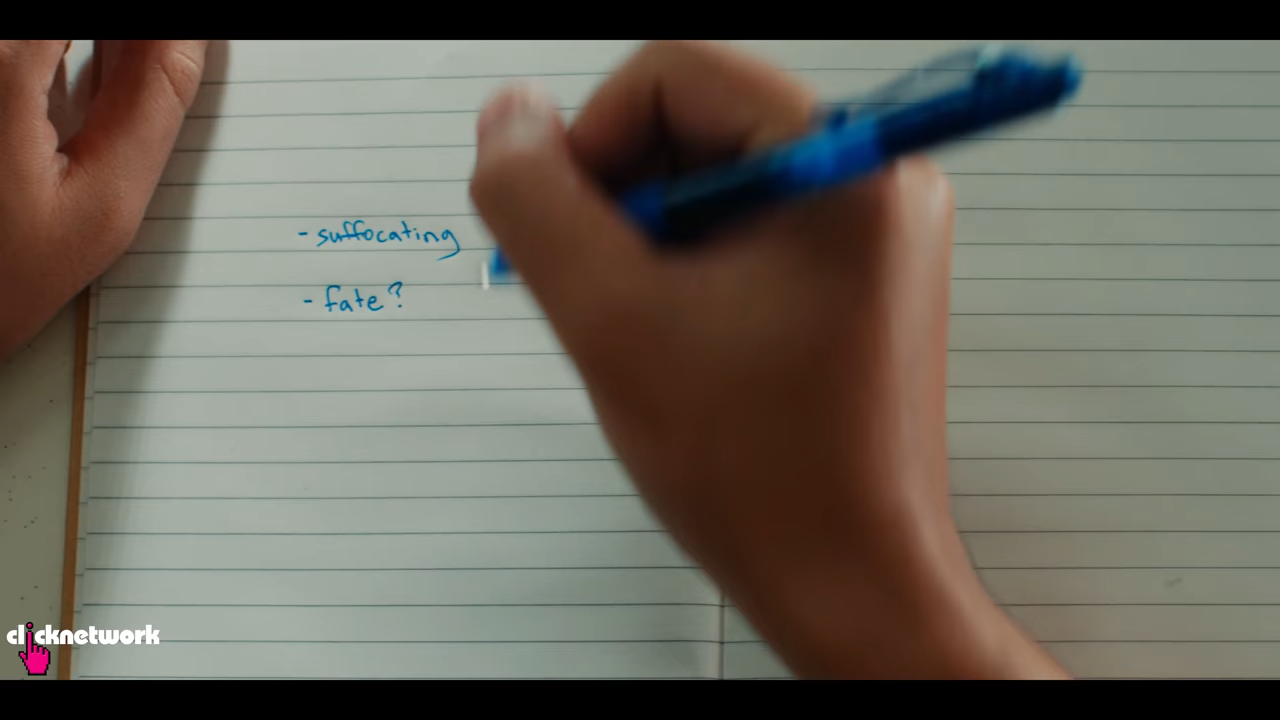 - suffocating
- fate?
clicknetwork